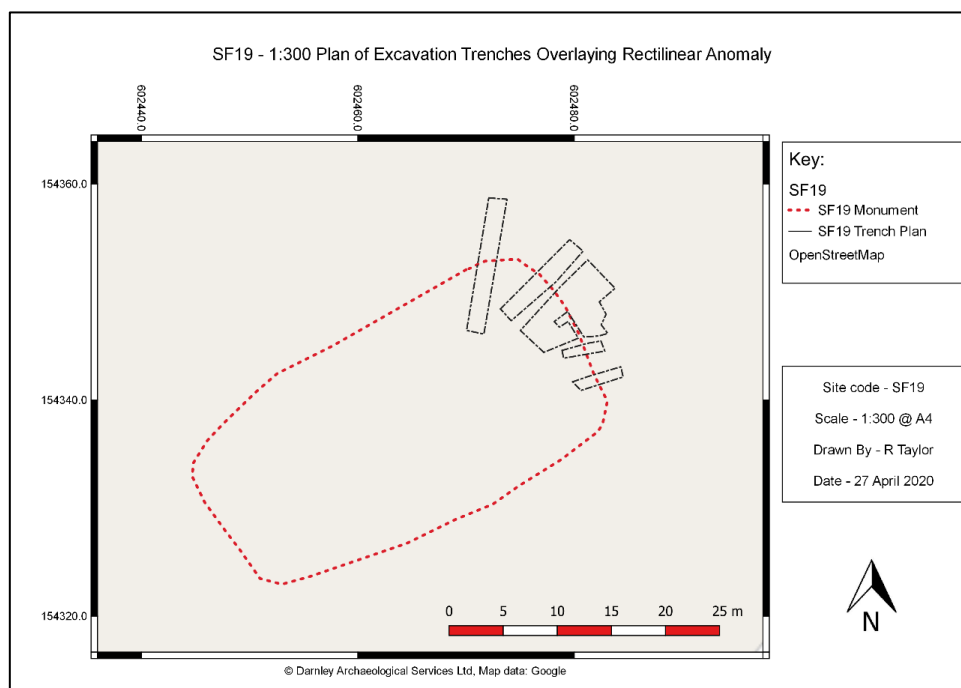 SF19 - 1:300 Plan of Excavation Trenches Overlaying Rectilinear Anomaly
602440.0
602460.0
602480.0
154360.0
154340.0
154320.0
0 5 10 15 20 25 m
Key:
SF19
SF19 Monument
SF19 Trench Plan
OpenStreetMap
Site code - SF19
Scale - 1:300 @ A4
Drawn By - R Taylor
Date - 27 April 2020
N
© Darnley Archaeological Services Ltd, Map data: Google